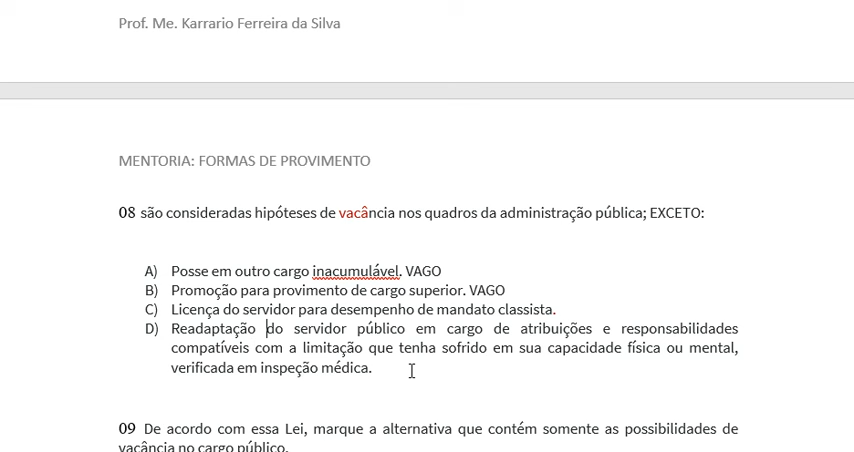 Prof. Me. Karrario Ferreira da Silva
MENTORIA: FORMAS DE PROVIMENTO
08 são consideradas hipóteses de vacância nos quadros da administração pública; EXCETO:
A) Posse em outro cargo inacumulável. VAGO
B) Promoção para provimento de cargo superior. VAGO
C) Licença do servidor para desempenho de mandato classista.
D) Readaptação do servidor público em cargo de atribuições e responsabilidades
compatíveis com a limitação que tenha sofrido em sua capacidade física ou mental,
verificada em inspeção médica.
09 De acordo com essa Lei, marque a alternativa que contém somente as possibilidades de
vacância no cargo público.